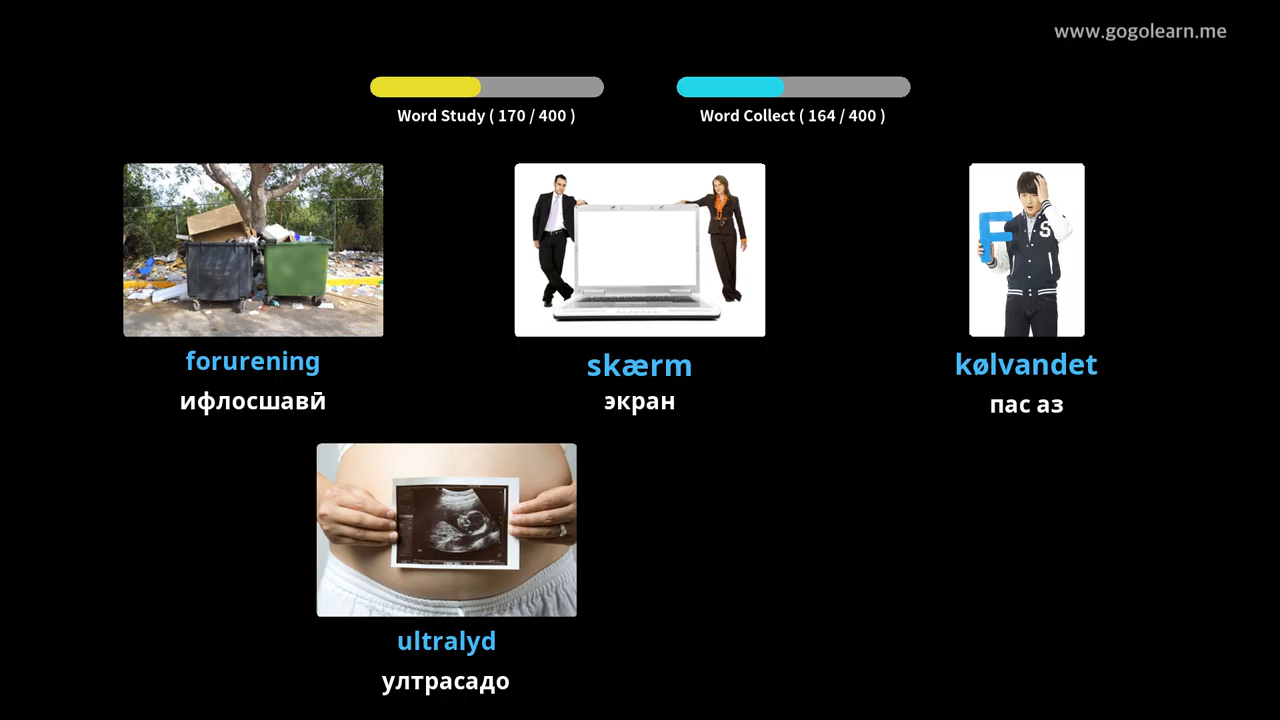 www.gogolearn.me
Word Study ( 170 / 400 )
Word Collect ( 164 / 400 )
F
S
forurening
ифлосшавӣ
skærm
экран
kølvandet
пас аз
ultralyd
ултрасадо